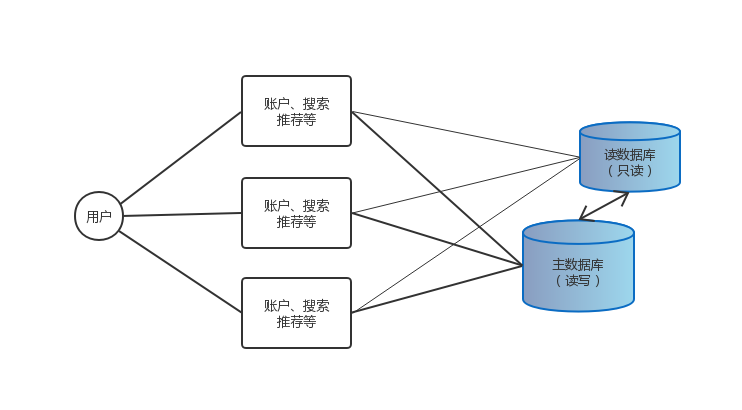 用户
账户、搜索
推荐等
账户、搜索
推荐等
账户、搜索
推荐等
读数据库
（只读）
主数据库
（读写）